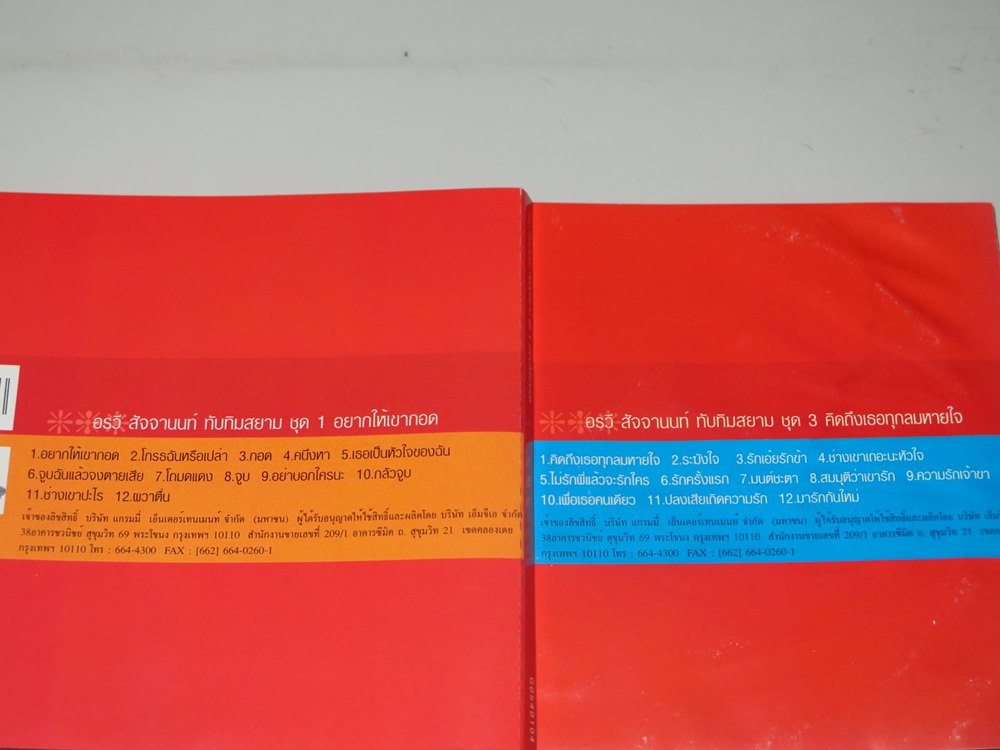 อรวี สัจจานนท์ ทับทิมสยาม ชุด 1 อยากให้เขากอด
1.อยากให้เขากอด 2.โกรธฉันหรือเปล่า 3.กอด 4.คนึงหา 5.เธอเป็นหัวใจของฉัน
6.จูบฉันแล้วจงตายเสีย 7.ไฉมดแดง 8.จูบ 9.อย่าบอกใครนะ 10.กลัวจูบ
11.ช่างเขาปะไร 12.ผวาตื่น
เจ้าของลิขสิทธิ์ บริษัท แกรมมี่ เอ็นเตอร์เทนเมนท์ จำกัด (มหาชน) ผู้ได้รับอนุญาตให้ใช้สิทธิ์และผลิตโดย บริษัท เอ็มจีเอ จำกัด
38อาคารชวนิชย์ สุขุมวิท 69 พระโขนง กรุงเทพฯ 10110 สำนักงานขายเลขที่ 209/1 อาคารซีมิค ถ. สุขุมวิท 21 เขตคลองเตย
กรุงเทพฯ 10110 โทร : 664-4300 FAX : [662] 664-0260-1
อรวี สัจจานนท์ ทับทิมสยาม ชุด 3 คิดถึงเธอทุกลมหายใจ
1.คิดถึงเธอทุกลมหายใจ 2.ระมังใจ 3.รักเอ๋ยรักข้า 4.ช่างเขาเถอะนะหัวใจ
5.ไม่รักพี่แล้วจะรักใคร 6.รักครั้งแรก 7.มนต์ชะตา 8.สมมุติว่าเขารัก 9.ความรักเจ้าขา
10.เพื่อเธอคนเดียว 11.ปลงเสียเถิดความรัก 12.มารักกันใหม่
เจ้าของลิขสิทธิ์ บริษัท แกรมมี่ เอ็นเตอร์เทนเมนท์ จำกัด (มหาชน) ผู้ได้รับอนุญาตให้ใช้สิทธิ์และผลิตโดย บริษัท
38อาคารชวนิชย์ สุขุมวิท 69 พระโขนง กรุงเทพฯ 10110 สำนักงานขายเลขที่ 209/1 อาคารซีมิค ถ. สุขุมวิท 21
กรุงเทพฯ 10110 โทร : 664-4300 FAX : [662] 664-0260-1